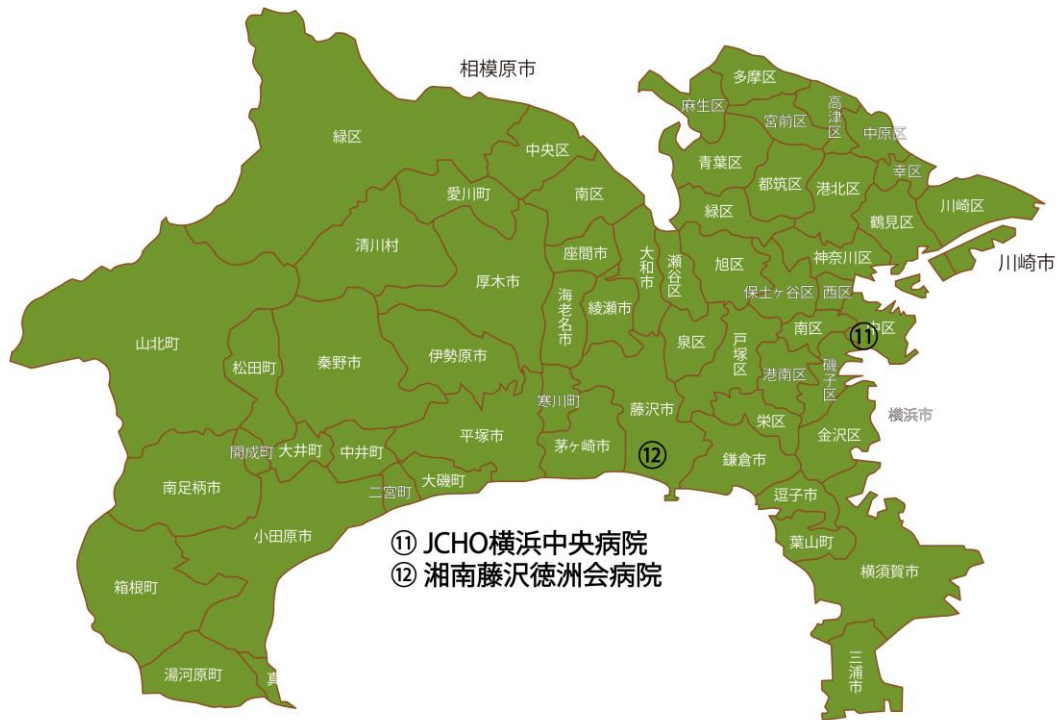 相模原市
多摩区
麻生区
宮前区
高津区
中原区
緑区
中央区
青葉区
都筑区
港北区
幸区
川崎区
愛川町
南区
緑区
鶴見区
清川村
座間市
大和市
瀬谷区
旭区
神奈川区
川崎市
厚木市
海老名市
綾瀬市
保土ヶ谷区
西区
山北町
松田町
秦野市
伊勢原市
泉区
戸塚区
南区
⑪
中区
港南区
磯子区
寒川町
藤沢市
横浜市
開成町
大井町
中井町
平塚市
茅ヶ崎市
⑫
栄区
金沢区
鎌倉市
南足柄市
二宮町
大磯町
逗子市
小田原市
葉山町
⑪ JCHO横浜中央病院
⑫ 湘南藤沢徳洲会病院
横須賀市
箱根町
湯河原町
真
三浦市